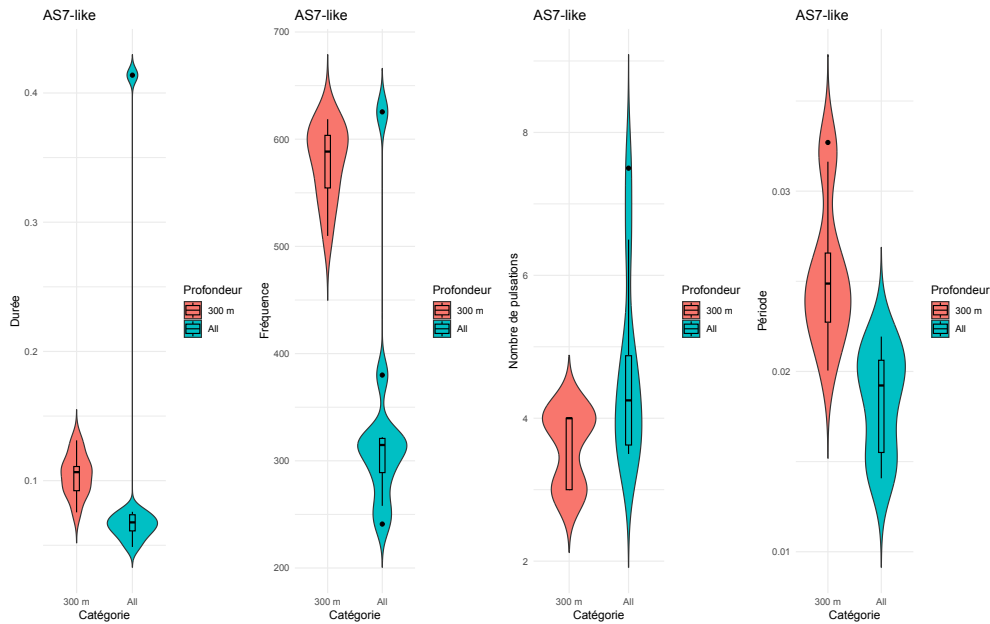 AS7-like
Durée
0.4
0.3
0.2
0.1
300 m
All
Catégorie
Profondeur
300 m
All
AS7-like
Fréquence
700
600
500
400
300
200
300 m
All
Catégorie
Profondeur
300 m
All
AS7-like
Nombre de pulsations
8
6
4
2
300 m
All
Catégorie
Profondeur
300 m
All
AS7-like
Période
0.03
0.02
0.01
300 m
All
Catégorie
Profondeur
300 m
All